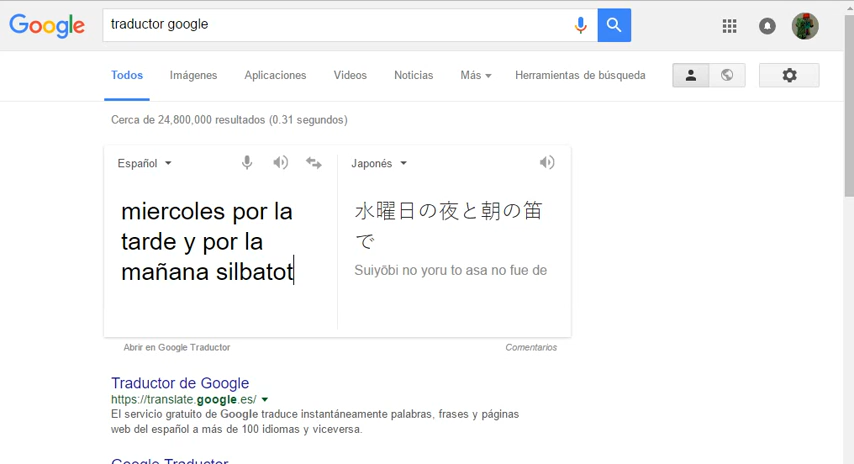 Google
traductor google
Todos Imágenes Aplicaciones Videos Noticias Más Herramientas de búsqueda
Cerca de 24,800,000 resultados (0.31 segundos)
Español
miercoles por la
tarde y por la
mañana silbatot
Japonés
水曜日の夜と朝の笛
で
Suiyōbi no yoru to asa no fue de
Abrir en Google Traductor
Comentarios
Traductor de Google
https://translate.google.es/
El servicio gratuito de Google traduce instantáneamente palabras, frases y páginas
web del español a más de 100 idiomas y viceversa.
Google Traductor